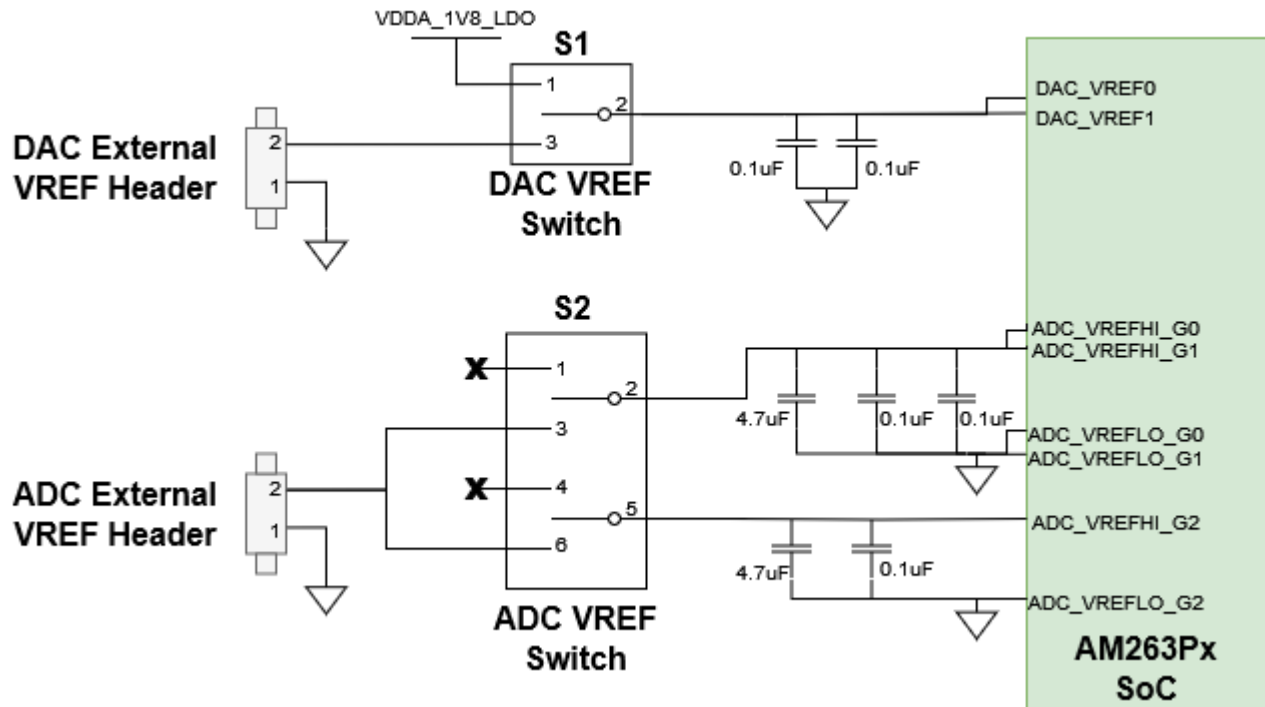 VDDA_1V8_LDO
S1
1
2
3
DAC External
VREF Header
2
1
DAC VREF
Switch
0.1uF
0.1uF
DAC_VREF0
DAC_VREF1
S2
1
2
3
4
5
6
ADC External
VREF Header
2
1
ADC VREF
Switch
4.7uF
0.1uF
0.1uF
ADC_VREFHI_G0
ADC_VREFHI_G1
ADC_VREFLO_G0
ADC_VREFLO_G1
4.7uF
0.1uF
ADC_VREFHI_G2
ADC_VREFLO_G2
AM263Px
SoC